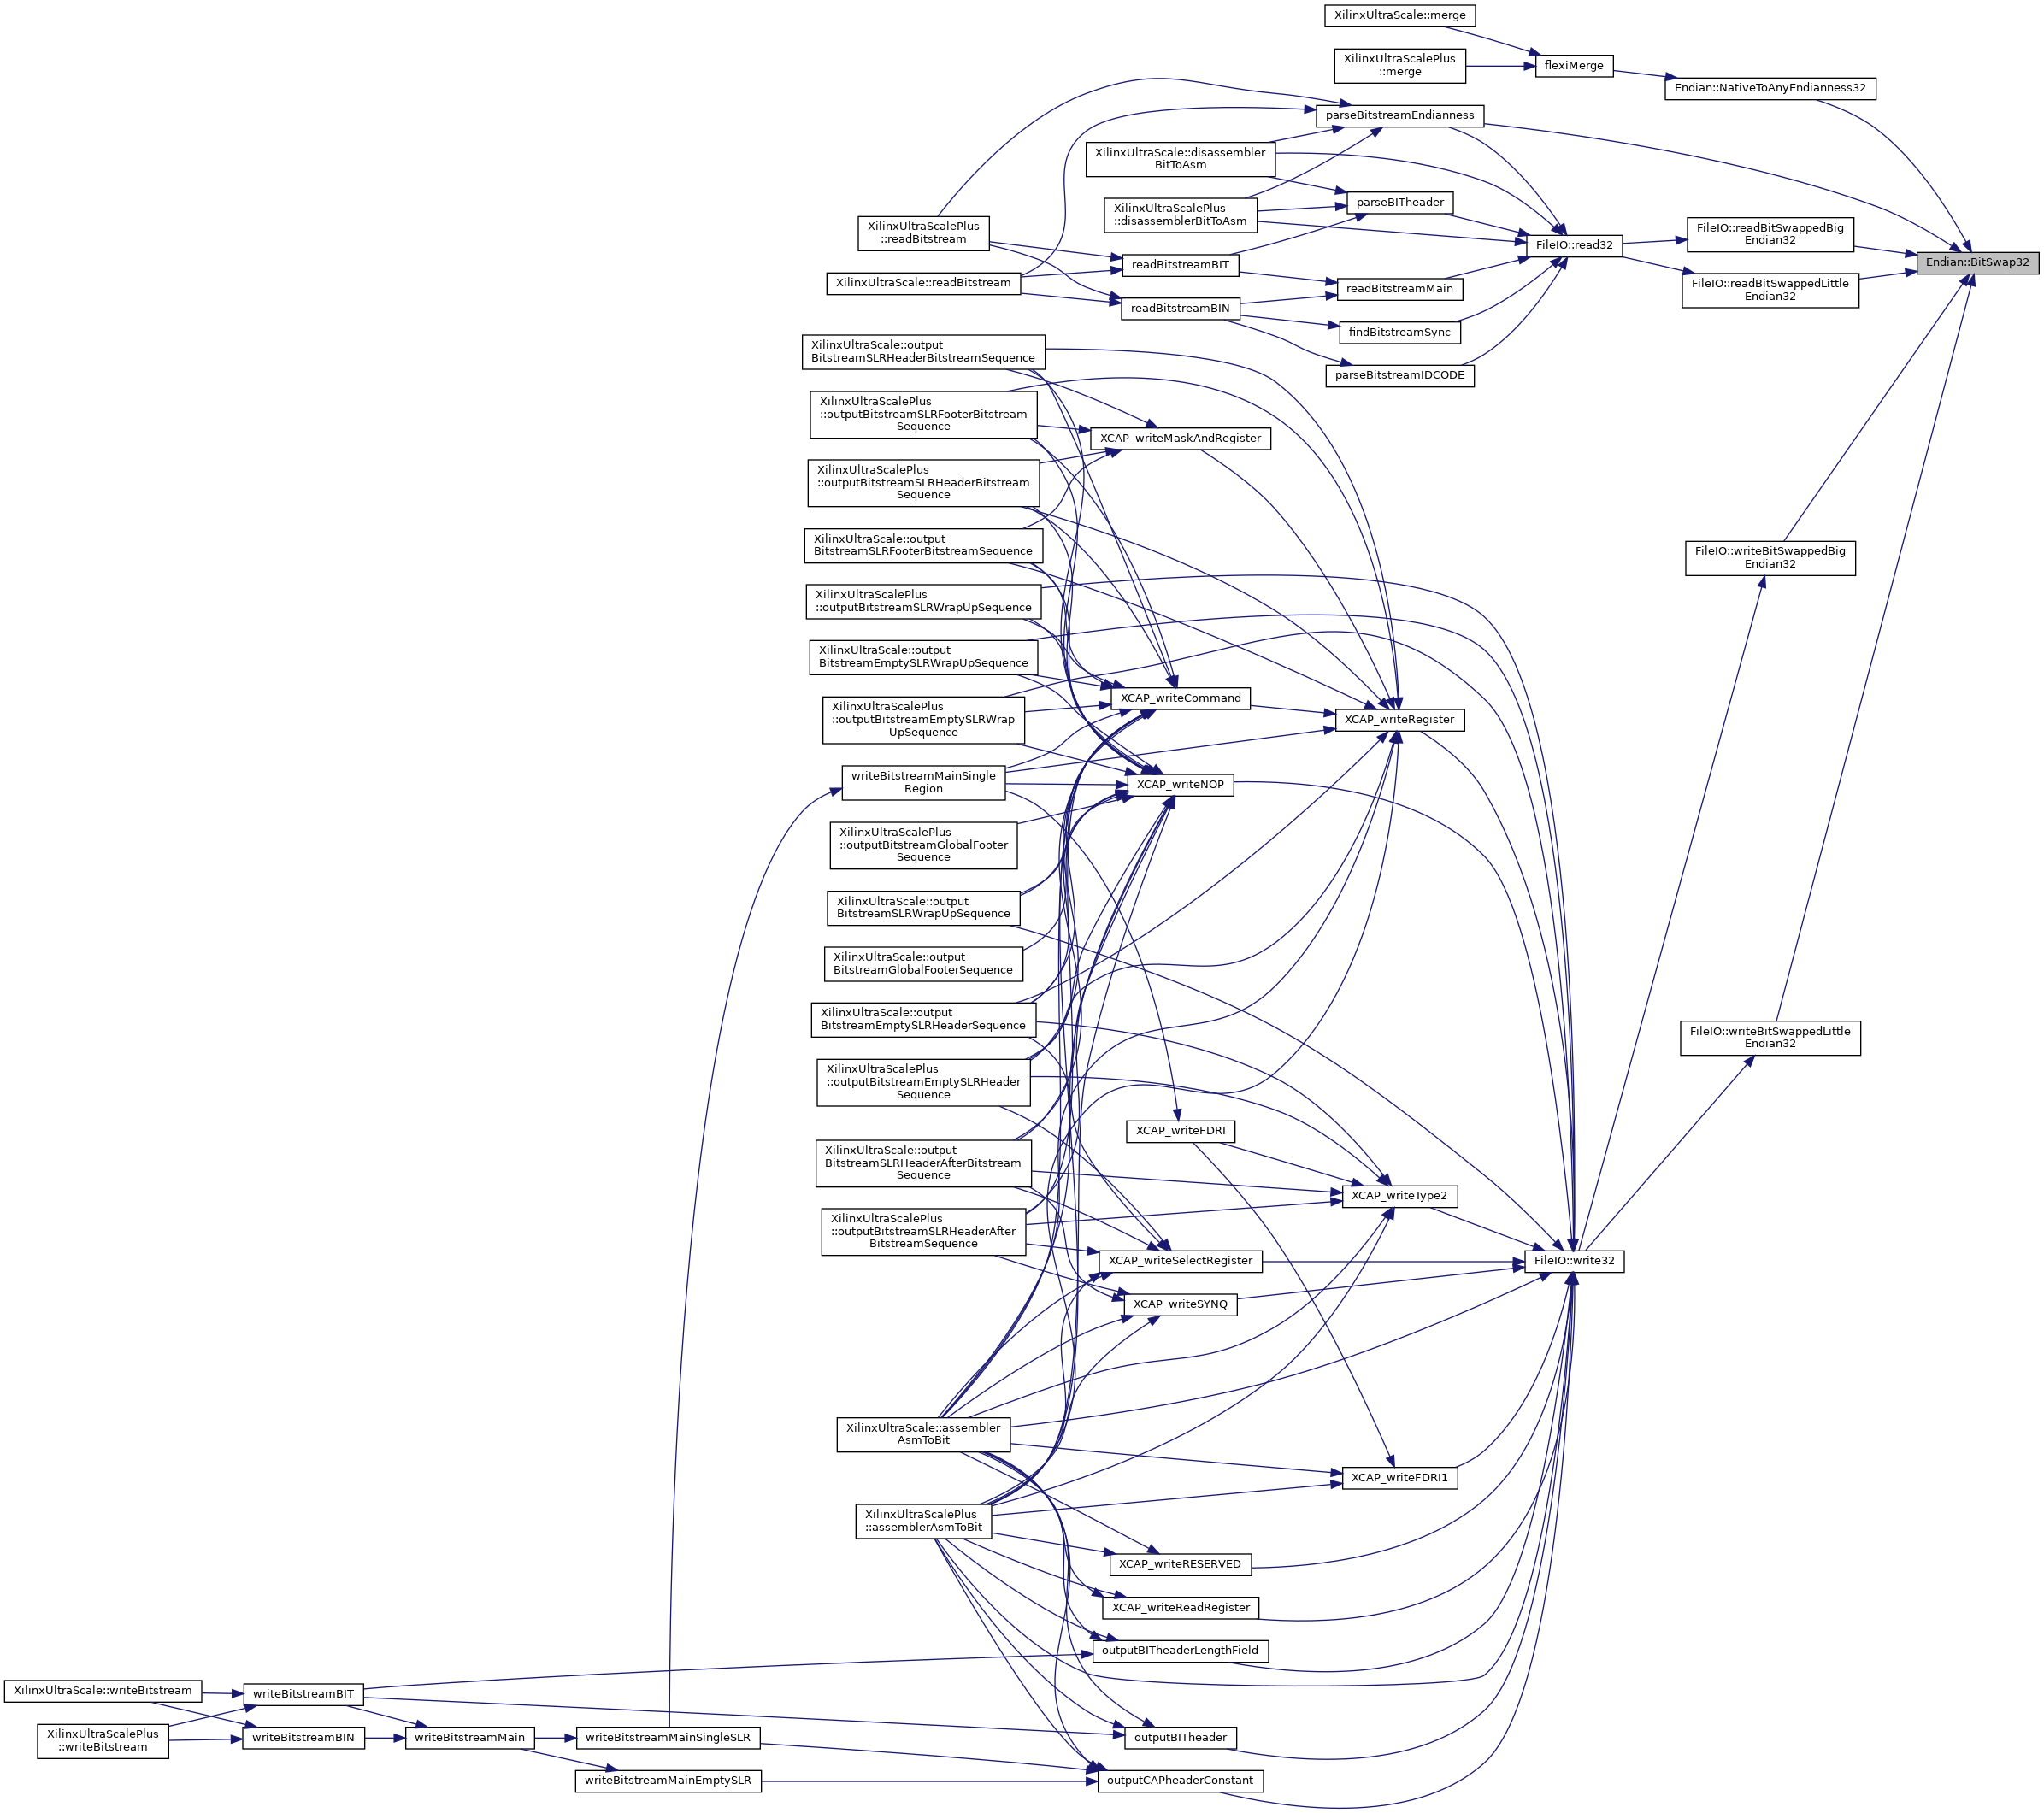 XilinxUltraScale::merge
XilinxUltraScalePlus
::merge
flexiMerge
Endian::NativeToAnyEndianness32
parseBitstreamEndianness
XilinxUltraScale::disassembler
BitToAsm
XilinxUltraScalePlus
::disassemblerBitToAsm
parseBITheader
XilinxUltraScalePlus
::readBitstream
FileIO::readBitSwappedBig
Endian32
FileIO::read32
Endian::BitSwap32
readBitstreamBIT
XilinxUltraScale::readBitstream
readBitstreamMain
FileIO::readBitSwappedLittle
Endian32
readBitstreamBIN
findBitstreamSync
parseBitstreamIDCODE
XilinxUltraScale::output
BitstreamSLRHeaderBitstreamSequence
XilinxUltraScalePlus
::outputBitstreamSLRFooterBitstream
Sequence
XCAP_writeMaskAndRegister
XilinxUltraScalePlus
::outputBitstreamSLRHeaderBitstream
Sequence
XilinxUltraScale::output
BitstreamSLRFooterBitstreamSequence
FileIO::writeBitSwappedBig
Endian32
XilinxUltraScalePlus
::outputBitstreamSLRWrapUpSequence
XilinxUltraScale::output
BitstreamEmptySLRWrapUpSequence
XCAP_writeCommand
XilinxUltraScalePlus
::outputBitstreamEmptySLRWrap
UpSequence
XCAP_writeRegister
writeBitstreamMainSingle
Region
XCAP_writeNOP
XilinxUltraScalePlus
::outputBitstreamGlobalFooter
Sequence
XilinxUltraScale::output
BitstreamSLRWrapUpSequence
XilinxUltraScale::output
BitstreamGlobalFooterSequence
XilinxUltraScale::output
BitstreamEmptySLRHeaderSequence
FileIO::writeBitSwappedLittle
Endian32
XilinxUltraScalePlus
::outputBitstreamEmptySLRHeader
Sequence
XCAP_writeFDRI
XilinxUltraScale::output
BitstreamSLRHeaderAfterBitstream
Sequence
XCAP_writeType2
XilinxUltraScalePlus
::outputBitstreamSLRHeaderAfter
BitstreamSequence
XCAP_writeSelectRegister
FileIO::write32
XCAP_writeSYNQ
XilinxUltraScale::assembler
AsmToBit
XCAP_writeFDRI1
XilinxUltraScalePlus
::assemblerAsmToBit
XCAP_writeRESERVED
XCAP_writeReadRegister
outputBITheaderLengthField
XilinxUltraScale::writeBitstream
writeBitstreamBIT
XilinxUltraScalePlus
::writeBitstream
writeBitstreamBIN
writeBitstreamMain
writeBitstreamMainSingleSLR
outputBITheader
writeBitstreamMainEmptySLR
outputCAPheaderConstant